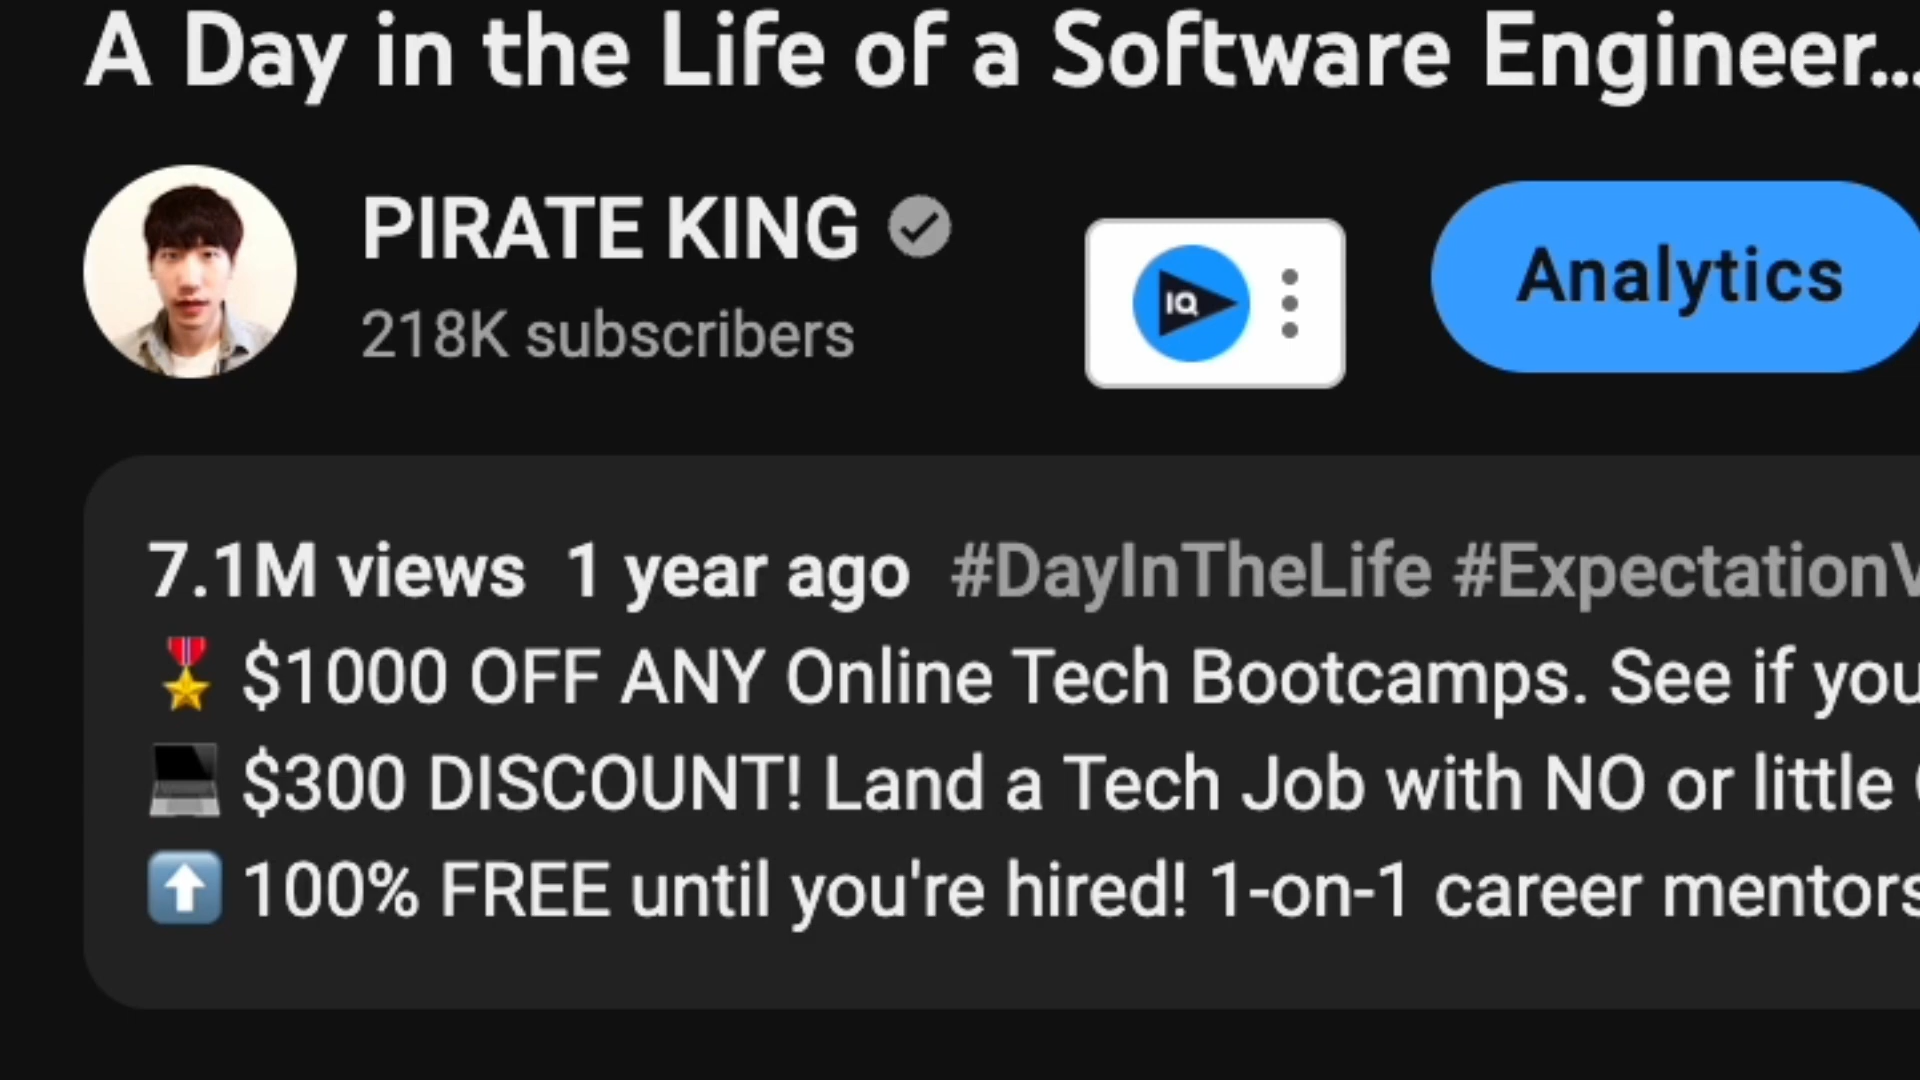 A Day in the Life of a Software Engineer...
PIRATE KING
218K subscribers
IQ
Analytics
7.1M views 1 year ago #DayInTheLife #ExpectationV
$1000 OFF ANY Online Tech Bootcamps. See if you
$300 DISCOUNT! Land a Tech Job with NO or little
100% FREE until you're hired! 1-on-1 career mentors